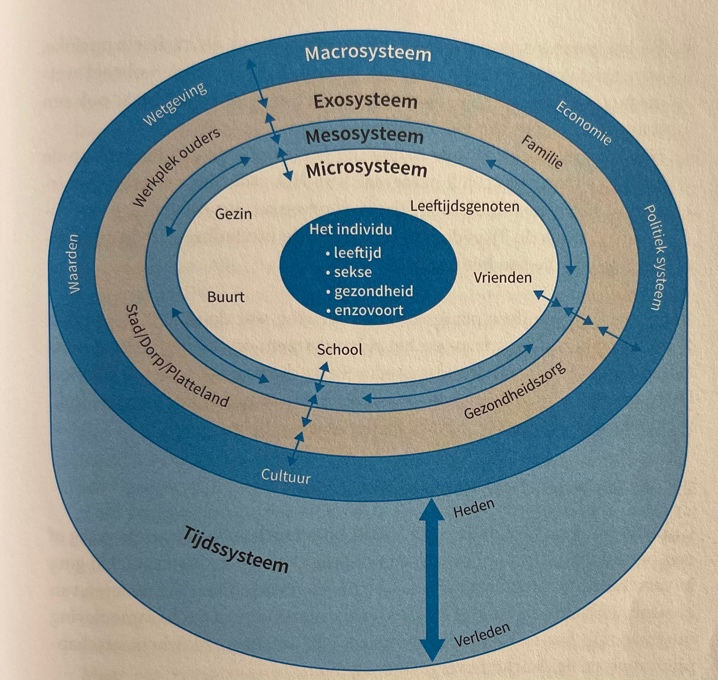 Macrosysteem
Wetgeving
Economie
Exosysteem
Werkplek ouders
Familie
Mesosysteem
Microsysteem
Gezin
Leeftijdsgenoten
Het individu
• leeftijd
• sekse
• gezondheid
• enzovoort
Waarden
Politiek systeem
Vrienden
Buurt
School
Stad/Dorp/Platteland
Gezondheidszorg
Cultuur
Heden
Tijdssysteem
Verleden